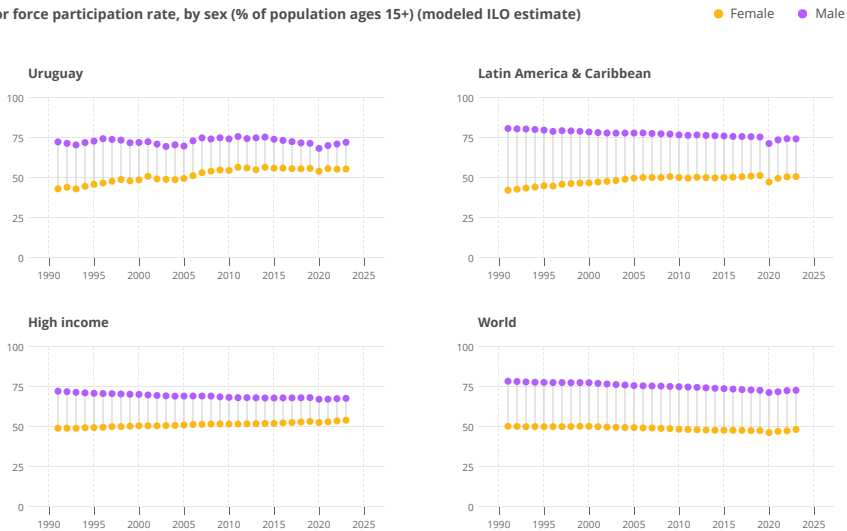 force participation rate, by sex (% of population ages 15+) (modeled ILO estimate)
Female
Male
Uruguay
Latin America & Caribbean
100
75
50
25
0
1990 1995 2000 2005 2010 2015 2020 2025
100
75
50
25
0
1990 1995 2000 2005 2010 2015 2020 2025
High income
World
100
75
50
25
0
1990 1995 2000 2005 2010 2015 2020 2025
100
75
50
25
0
1990 1995 2000 2005 2010 2015 2020 2025